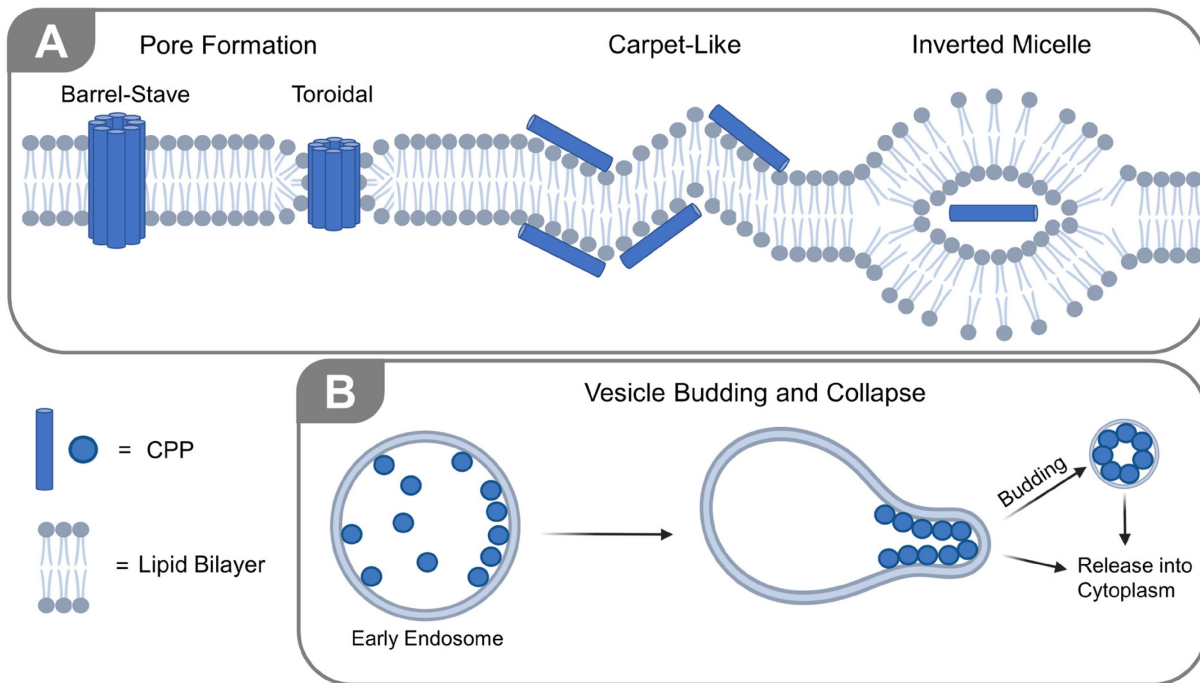 A
Pore Formation
Carpet-Like
Inverted Micelle
Barrel-Stave
Toroidal
B
Vesicle Budding and Collapse
= CPP
= Lipid Bilayer
Early Endosome
Budding
Release into
Cytoplasm